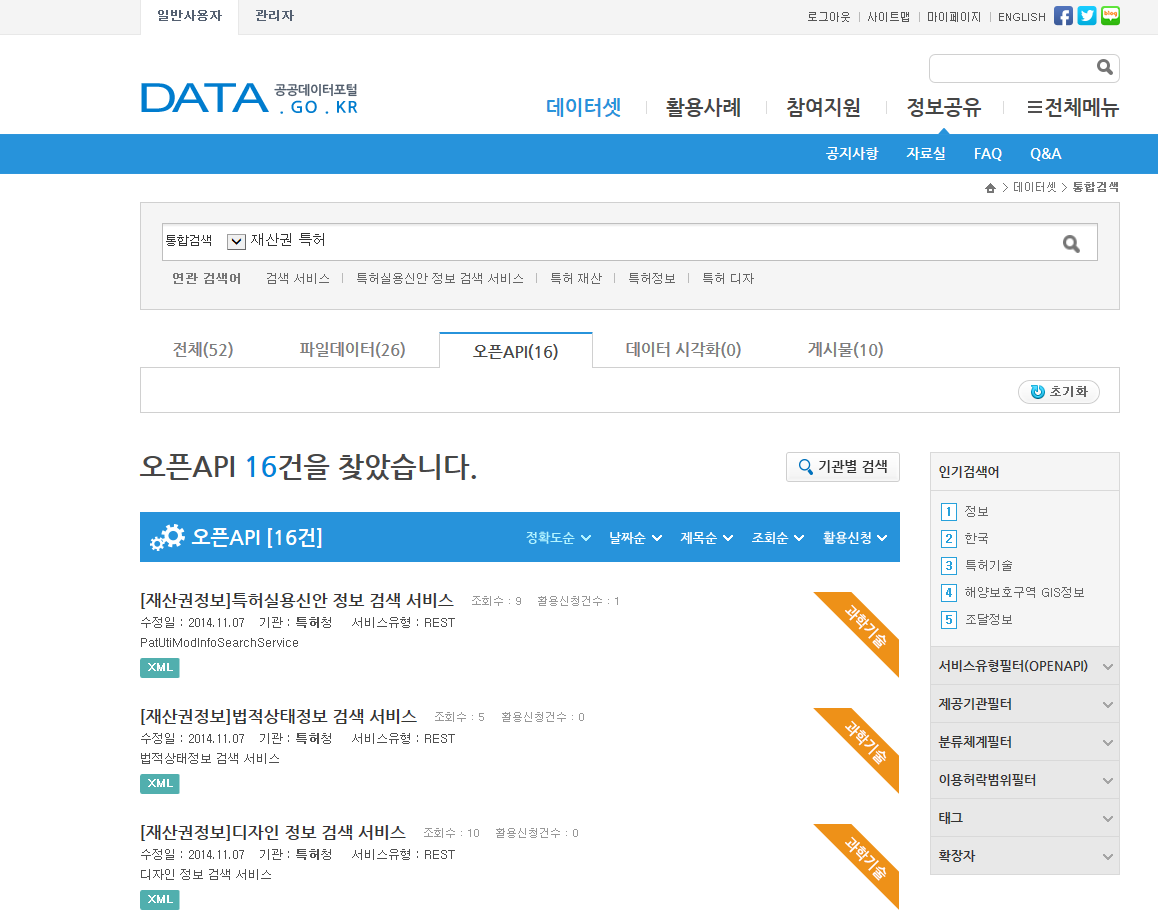 일반사용자 관리자 로그아웃 사이트맵 마이페이지 ENGLISH
DATA 공공데이터포털
. GO . KR
데이터셋 활용사례 참여지원 정보공유 전체메뉴
공지사항 자료실 FAQ Q&A
> 데이터셋 > 통합검색
통합검색 재산권 특허
연관 검색어 검색 서비스 특허실용신안 정보 검색 서비스 특허 재산 특허정보 특허 디자
전체(52) 파일데이터(26) 오픈API(16) 데이터 시각화(0) 게시물(10)
초기화
오픈API 16건을 찾았습니다.
기관별 검색
오픈API [16건] 정확도순 날짜순 제목순 조회수 활용신청
[재산권정보]특허실용신안 정보 검색 서비스 조회수 : 9 활용신청건수 : 1
수정일 : 2014.11.07 기관 : 특허청 서비스유형 : REST
PatUtiModInfoSearchService
XML
과학기술
[재산권정보]법적상태정보 검색 서비스 조회수 : 5 활용신청건수 : 0
수정일 : 2014.11.07 기관 : 특허청 서비스유형 : REST
법적상태정보 검색 서비스
XML
과학기술
[재산권정보]디자인 정보 검색 서비스 조회수 : 10 활용신청건수 : 0
수정일 : 2014.11.07 기관 : 특허청 서비스유형 : REST
디자인 정보 검색 서비스
XML
과학기술
인기검색어
1 정보
2 한국
3 특허기술
4 해양보호구역 GIS정보
5 조달정보
서비스유형필터(OPENAPI)
제공기관필터
분류체계필터
이용허락범위필터
태그
확장자